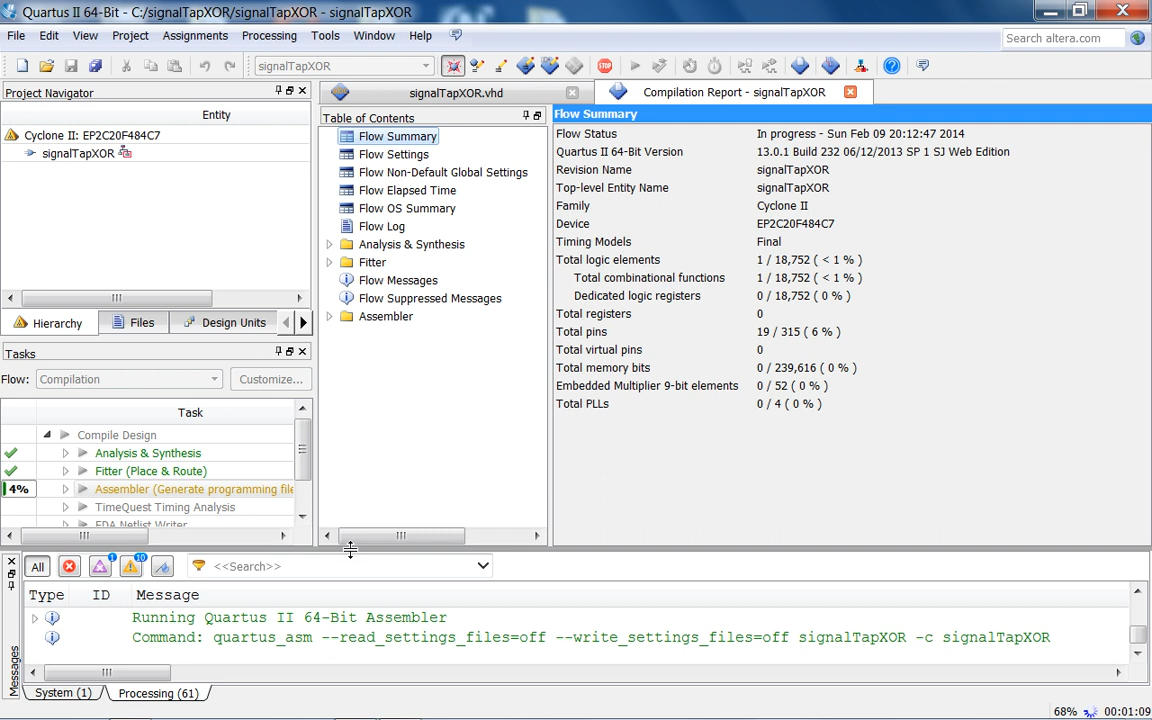 Quartus II 64-Bit - C:/signalTapXOR/signalTapXOR - signalTapXOR
File Edit View Project Assignments Processing Tools Window Help
Search altera.com
signalTapXOR
STOP
Project Navigator
Entity
Cyclone II: EP2C20F484C7
signalTapXOR
Hierarchy Files Design Units
Tasks
Flow: Compilation Customize...
Task
Compile Design
Analysis & Synthesis
Fitter (Place & Route)
4% Assembler (Generate programming file
TimeQuest Timing Analysis
EDA Netlist Writer
signalTapXOR.vhd
Compilation Report - signalTapXOR
Table of Contents
Flow Summary
Flow Settings
Flow Non-Default Global Settings
Flow Elapsed Time
Flow OS Summary
Flow Log
Analysis & Synthesis
Fitter
Flow Messages
Flow Suppressed Messages
Assembler
Flow Summary
Flow Status In progress - Sun Feb 09 20:12:47 2014
Quartus II 64-Bit Version 13.0.1 Build 232 06/12/2013 SP 1 SJ Web Edition
Revision Name signalTapXOR
Top-level Entity Name signalTapXOR
Family Cyclone II
Device EP2C20F484C7
Timing Models Final
Total logic elements 1 / 18,752 ( < 1 % )
Total combinational functions 1 / 18,752 ( < 1 % )
Dedicated logic registers 0 / 18,752 ( 0 % )
Total registers 0
Total pins 19 / 315 ( 6 % )
Total virtual pins 0
Total memory bits 0 / 239,616 ( 0 % )
Embedded Multiplier 9-bit elements 0 / 52 ( 0 % )
Total PLLs 0 / 4 ( 0 % )
All 1 10 <<Search>>
Type ID Message
Running Quartus II 64-Bit Assembler
Command: quartus_asm --read_settings_files=off --write_settings_files=off signalTapXOR -c signalTapXOR
Messages
System (1) Processing (61)
68% 00:01:09